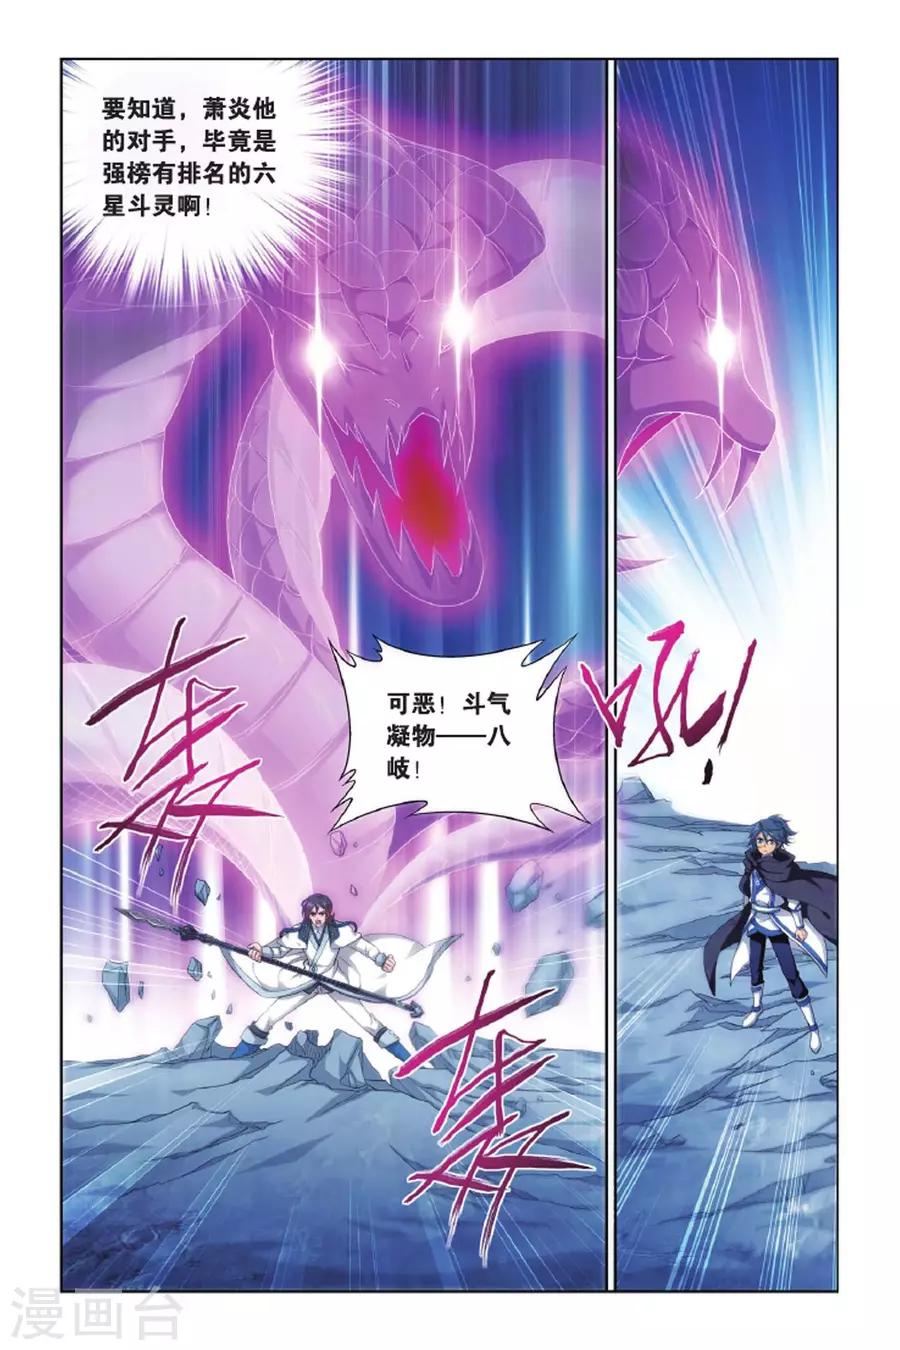 要知道，萧炎他
的对手，毕竟是
强榜有排名的六
星斗灵啊！
可恶！斗气
凝物——八
岐！
轰
吼！
轰
漫画台